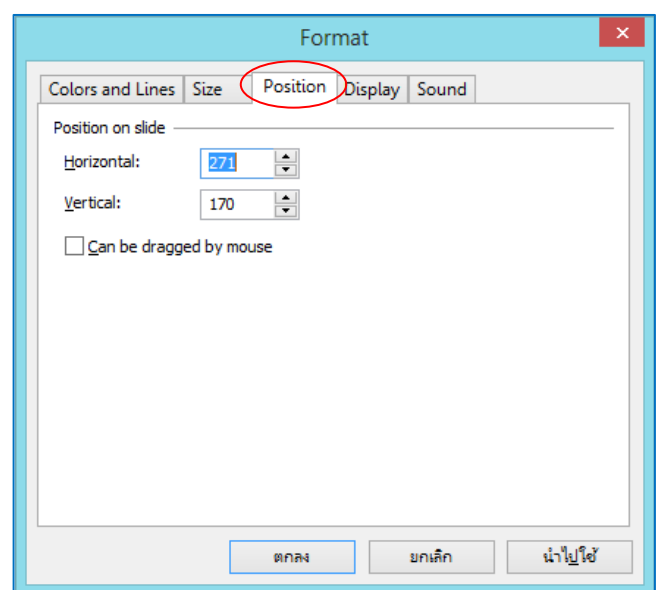 Format
Colors and Lines Size Position Display Sound
Position on slide
Horizontal: 271
Vertical: 170
Can be dragged by mouse
ตกลง ยกเลิก นำไปใช้